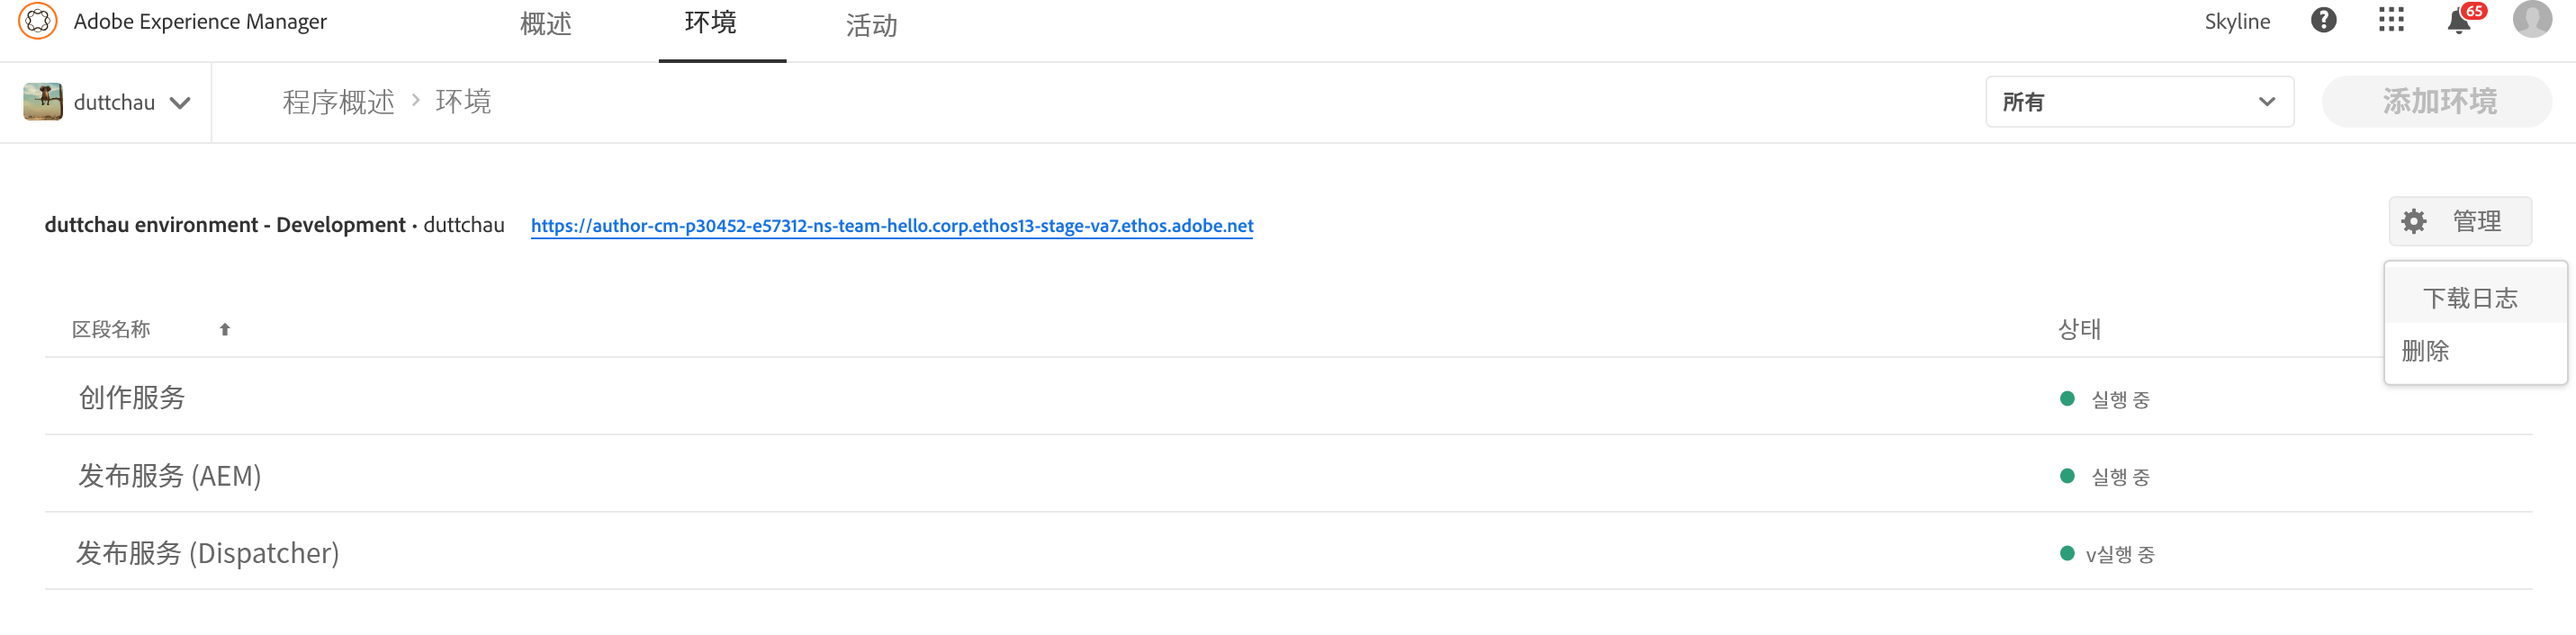 Adobe Experience Manager 概述 环境 活动 Skyline 65
duttchau 程序概述 > 环境 所有 添加环境
duttchau environment - Development • duttchau https://author-cm-p30452-e57312-ns-team-hello.corp.ethos13-stage-va7.ethos.adobe.net 管理
下载日志
区段名称 상태
删除
创作服务 실행 중
发布服务 (AEM) 실행 중
发布服务 (Dispatcher) v실행 중